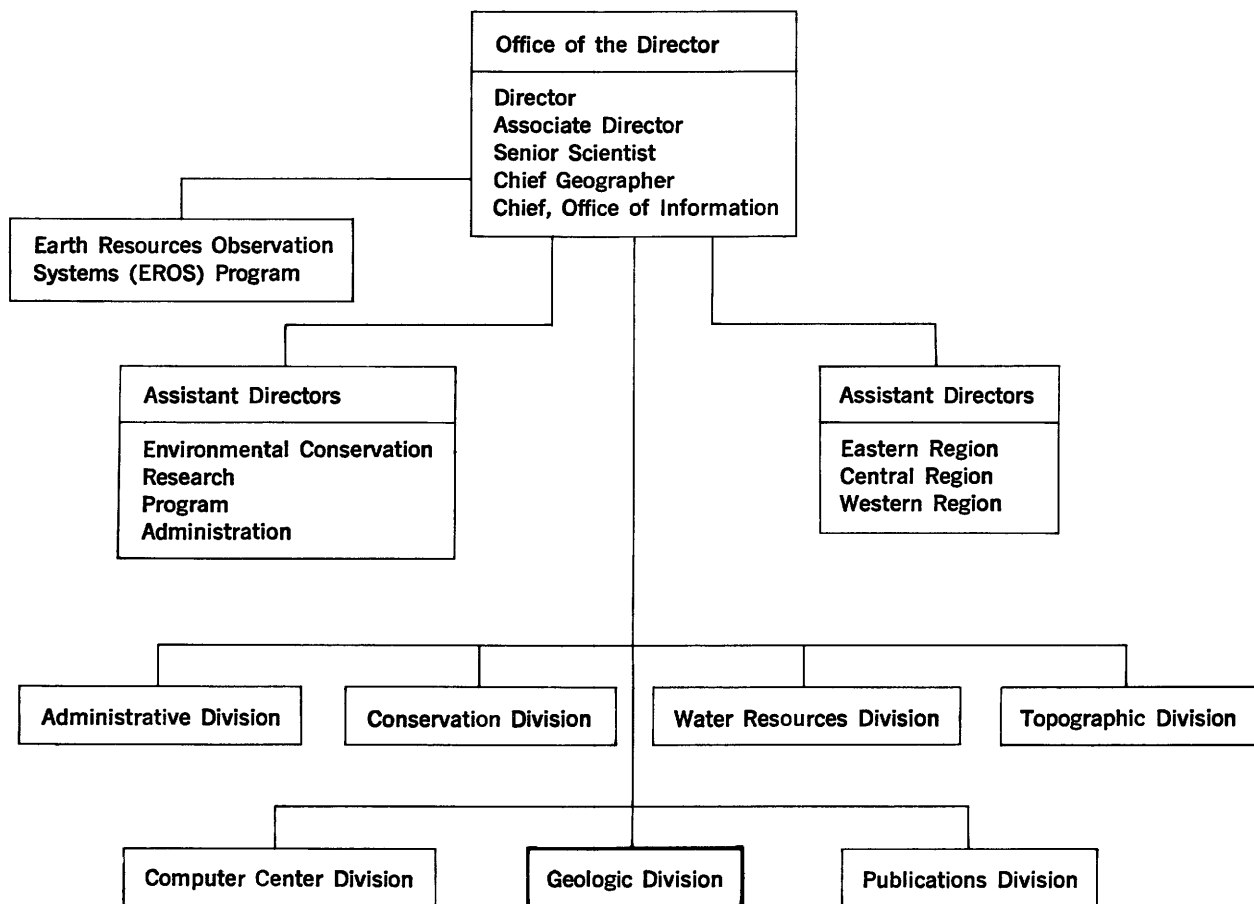 Office of the Director
Director
Associate Director
Senior Scientist
Chief Geographer
Chief, Office of Information
Earth Resources Observation
Systems (EROS) Program
Assistant Directors
Environmental Conservation
Research
Program
Administration
Assistant Directors
Eastern Region
Central Region
Western Region
Administrative Division
Conservation Division
Water Resources Division
Topographic Division
Computer Center Division
Geologic Division
Publications Division